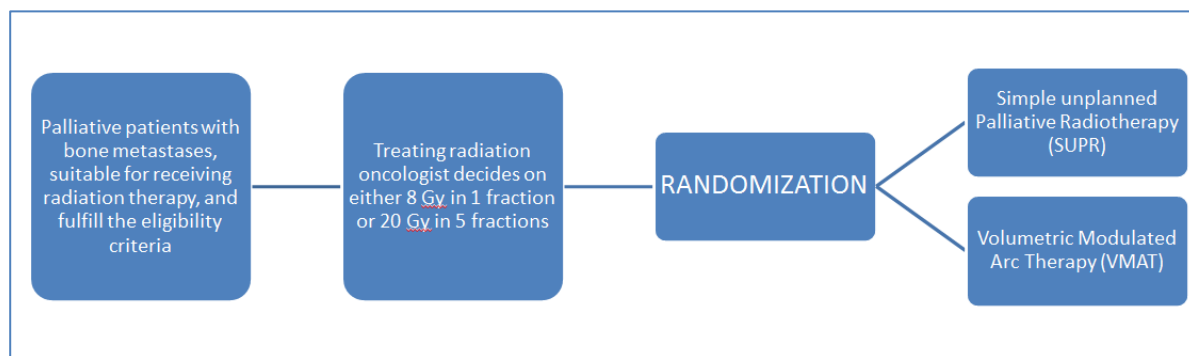 Palliative patients with
bone metastases,
suitable for receiving
radiation therapy, and
fulfill the eligibility
criteria
Treating radiation
oncologist decides on
either 8 Gy in 1 fraction
or 20 Gy in 5 fractions
RANDOMIZATION
Simple unplanned
Palliative Radiotherapy
(SUPR)
Volumetric Modulated
Arc Therapy (VMAT)